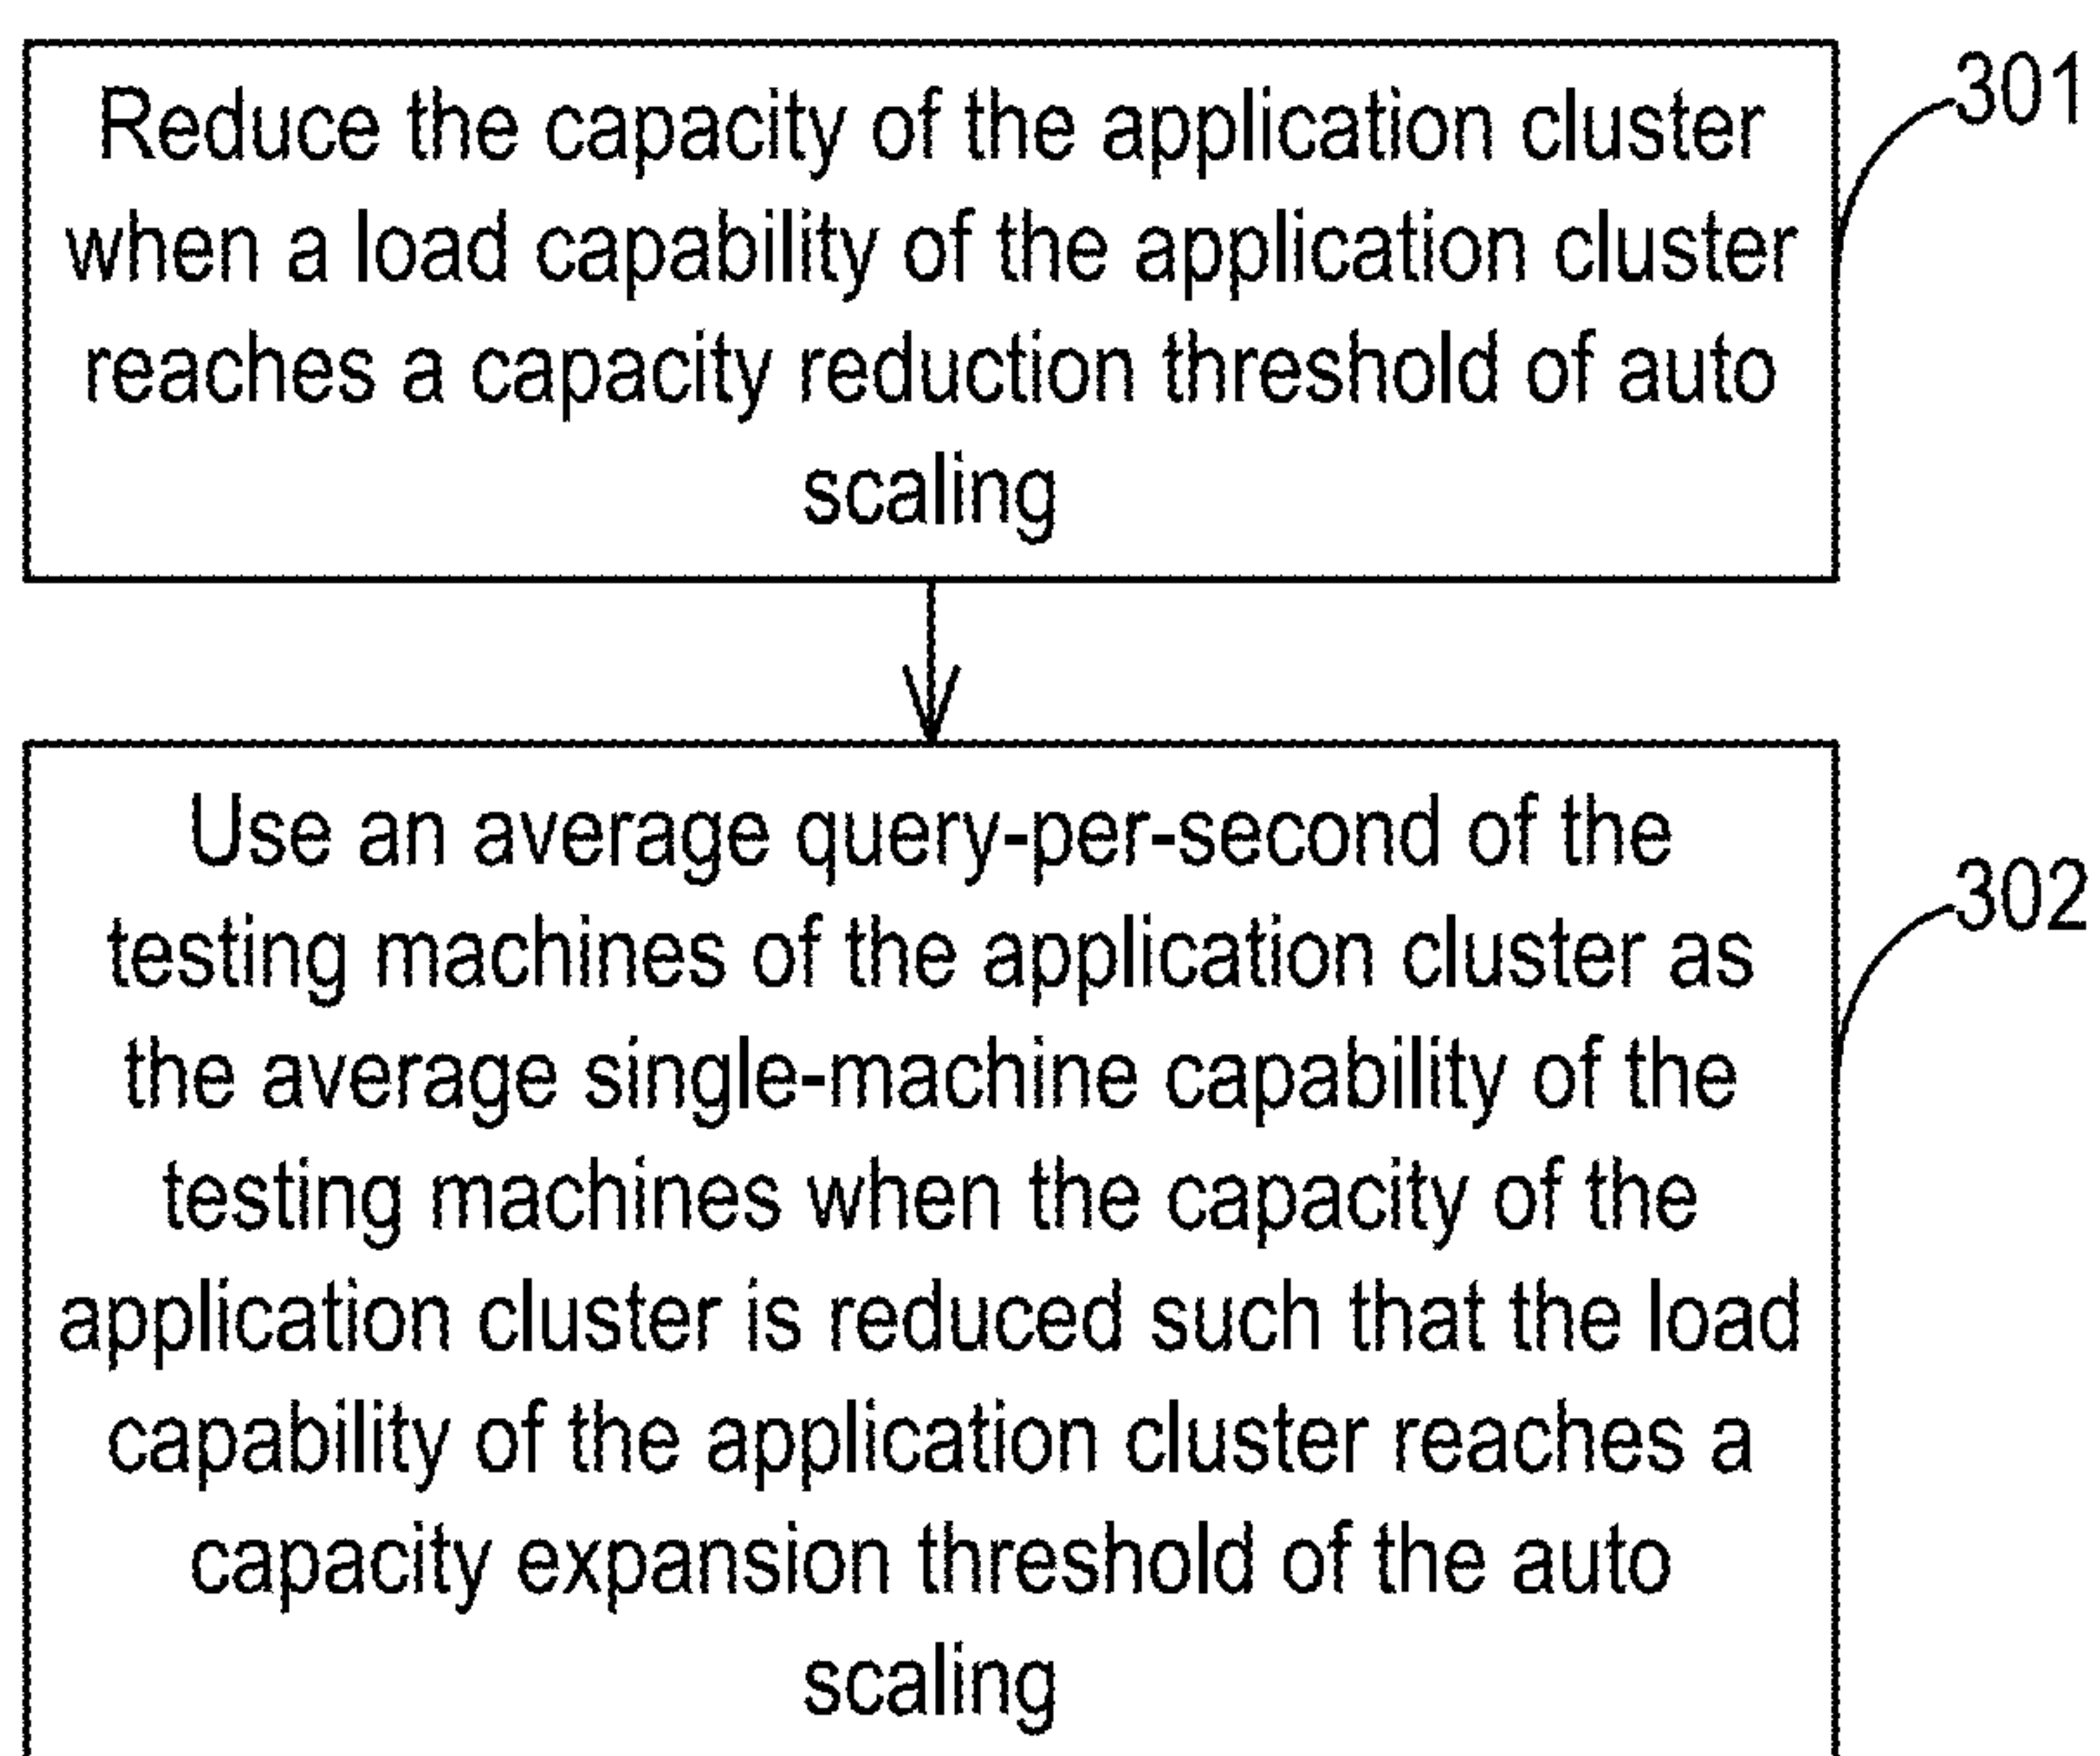 Reduce the capacity of the application cluster
when a load capability of the application cluster
reaches a capacity reduction threshold of auto
scaling
301
Use an average query-per-second of the
testing machines of the application cluster as
the average single-machine capability of the
testing machines when the capacity of the
application cluster is reduced such that the load
capability of the application cluster reaches a
capacity expansion threshold of the auto
scaling
302